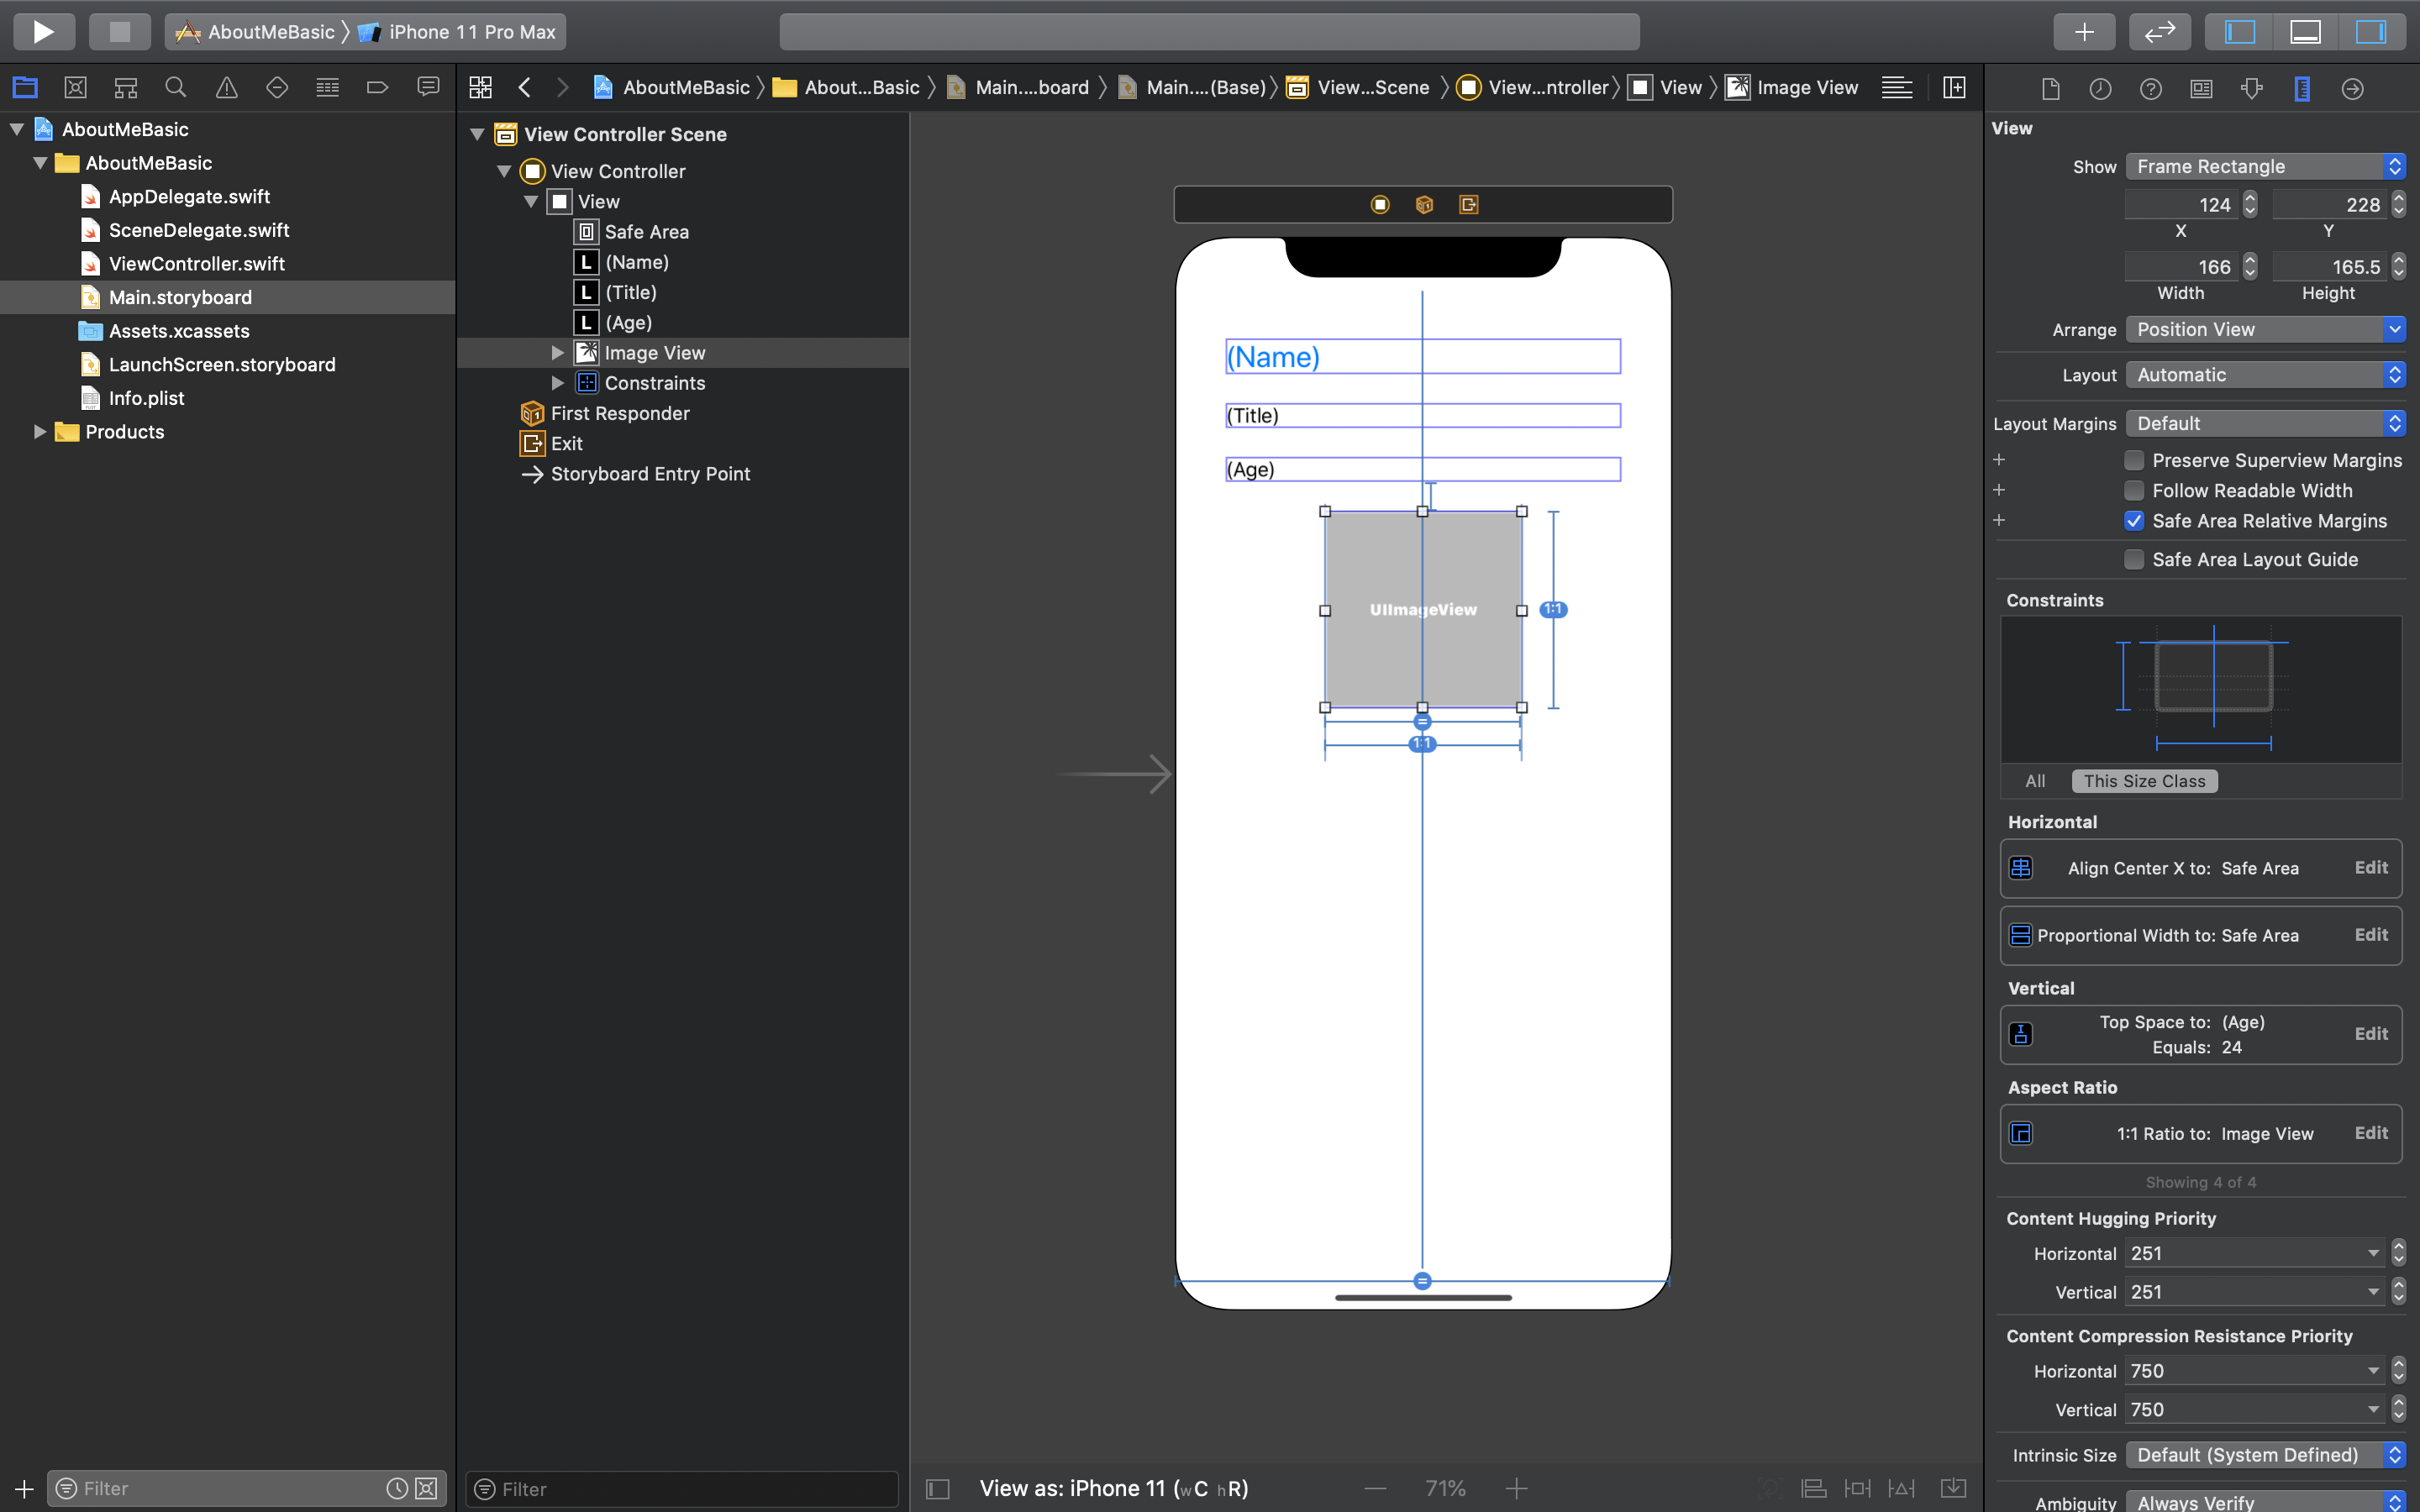 AboutMeBasic 〉 iPhone 11 Pro Max
AboutMeBasic 〉 About...Basic 〉 Main....board 〉 Main....(Base) 〉 View...Scene 〉 View...ntroller 〉 View 〉 Image View
AboutMeBasic
AboutMeBasic
AppDelegate.swift
SceneDelegate.swift
ViewController.swift
Main.storyboard
Assets.xcassets
LaunchScreen.storyboard
Info.plist
Products
Filter
View Controller Scene
View Controller
View
Safe Area
L (Name)
L (Title)
L (Age)
Image View
Constraints
First Responder
Exit
Storyboard Entry Point
Filter
(Name)
(Title)
(Age)
UIImageView
1:1
=
1:1
=
View as: iPhone 11 (wC hR)
71%
View
Show Frame Rectangle
124 228
X Y
166 165.5
Width Height
Arrange Position View
Layout Automatic
Layout Margins Default
+ Preserve Superview Margins
+ Follow Readable Width
+ Safe Area Relative Margins
Safe Area Layout Guide
Constraints
All This Size Class
Horizontal
Align Center X to: Safe Area Edit
Proportional Width to: Safe Area Edit
Vertical
Top Space to: (Age)
Equals: 24 Edit
Aspect Ratio
1:1 Ratio to: Image View Edit
Showing 4 of 4
Content Hugging Priority
Horizontal 251
Vertical 251
Content Compression Resistance Priority
Horizontal 750
Vertical 750
Intrinsic Size Default (System Defined)
Ambiguity Always Verify